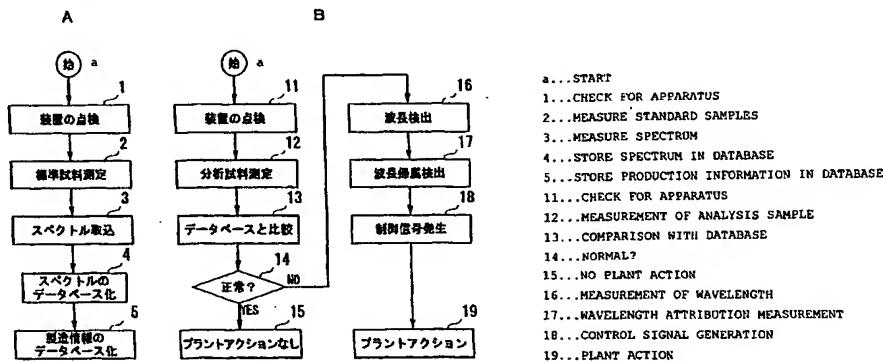 A
始 a
1
装置の点検
2
標準試料測定
3
スペクトル取込
4
スペクトルの
データベース化
5
製造情報の
データベース化
B
始 a
11
装置の点検
12
分析試料測定
13
データベースと比較
14
正常?
NO
YES
15
プラントアクションなし
16
波長検出
17
波長帰属検出
18
制御信号発生
19
プラントアクション
a...START
1...CHECK FOR APPARATUS
2...MEASURE STANDARD SAMPLES
3...MEASURE SPECTRUM
4...STORE SPECTRUM IN DATABASE
5...STORE PRODUCTION INFORMATION IN DATABASE
11...CHECK FOR APPARATUS
12...MEASUREMENT OF ANALYSIS SAMPLE
13...COMPARISON WITH DATABASE
14...NORMAL?
15...NO PLANT ACTION
16...MEASUREMENT OF WAVELENGTH
17...WAVELENGTH ATTRIBUTION MEASUREMENT
18...CONTROL SIGNAL GENERATION
19...PLANT ACTION